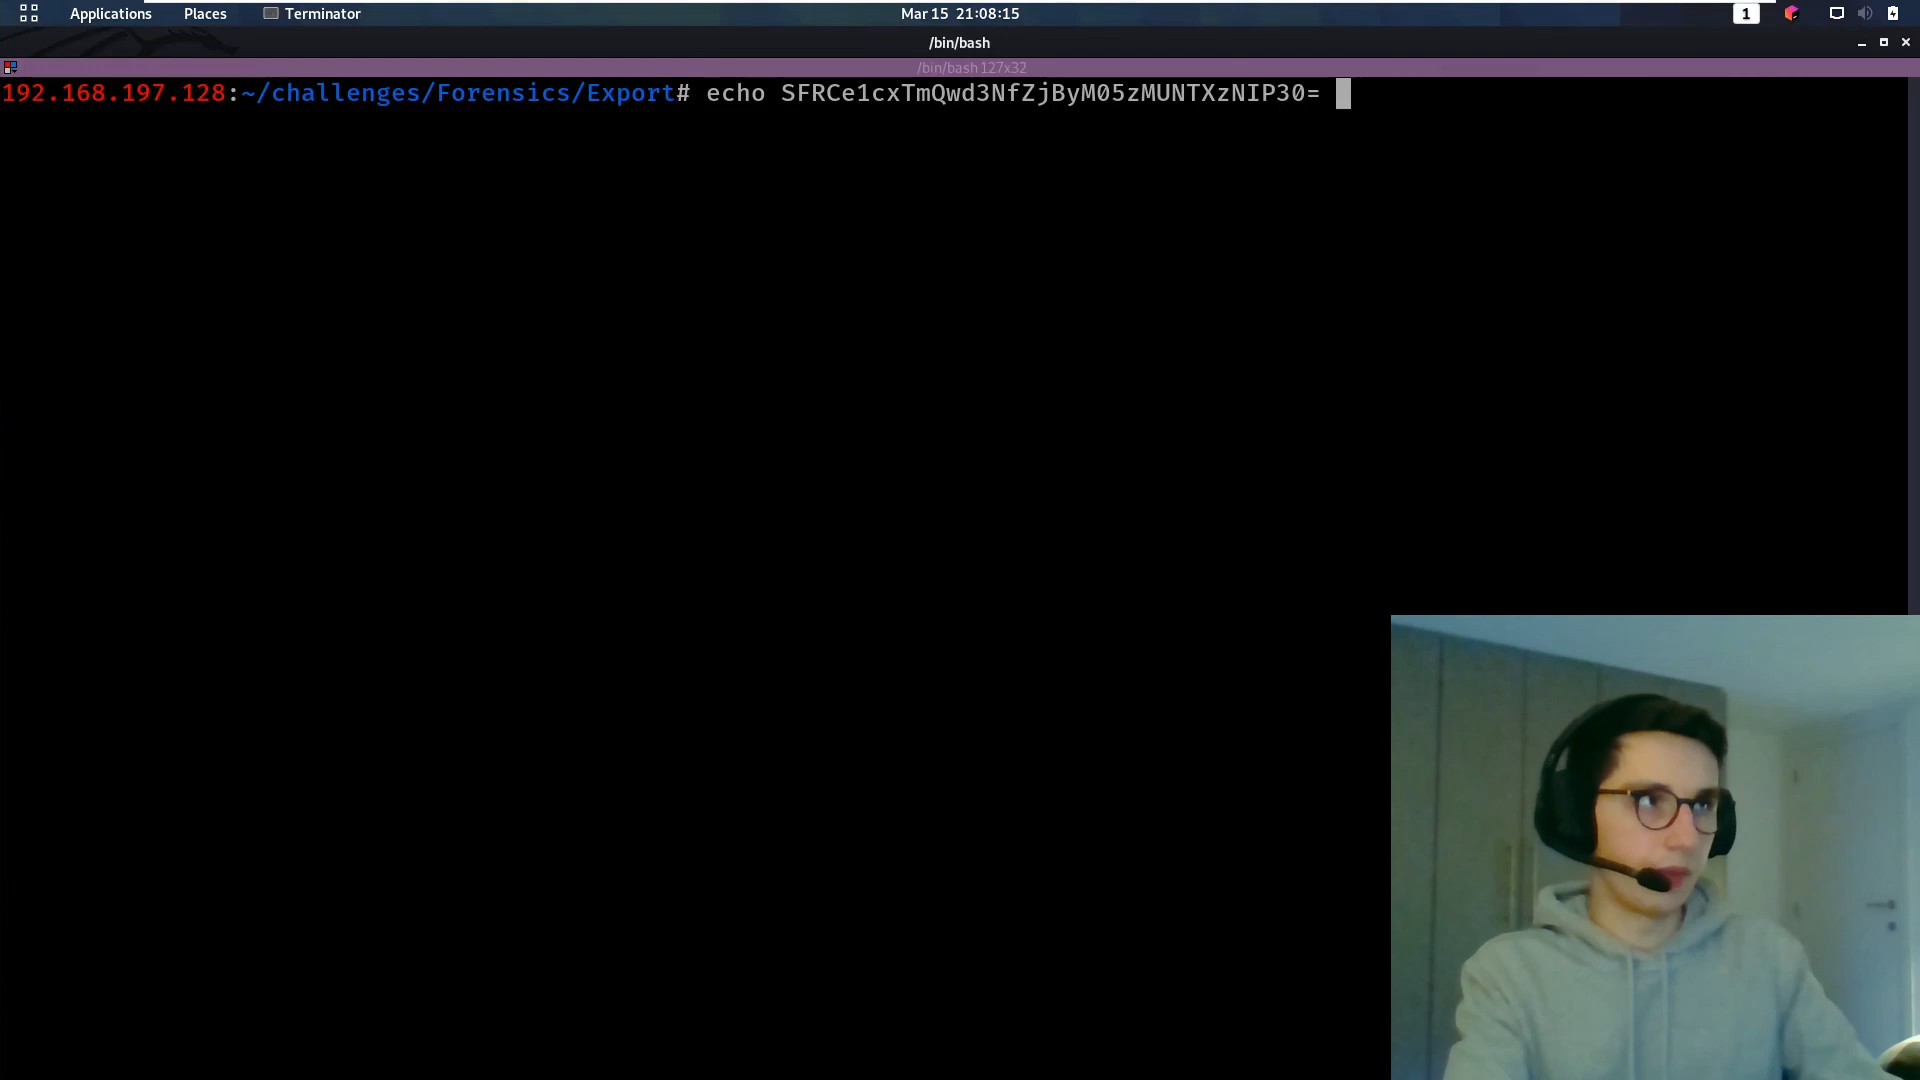 Applications Places Terminator Mar 15 21:08:15 1
/bin/bash
/bin/bash 127x32
192.168.197.128:~/challenges/Forensics/Export# echo SFRCe1cxTmQwd3NfZjByM05zMUNTXzNIP30=